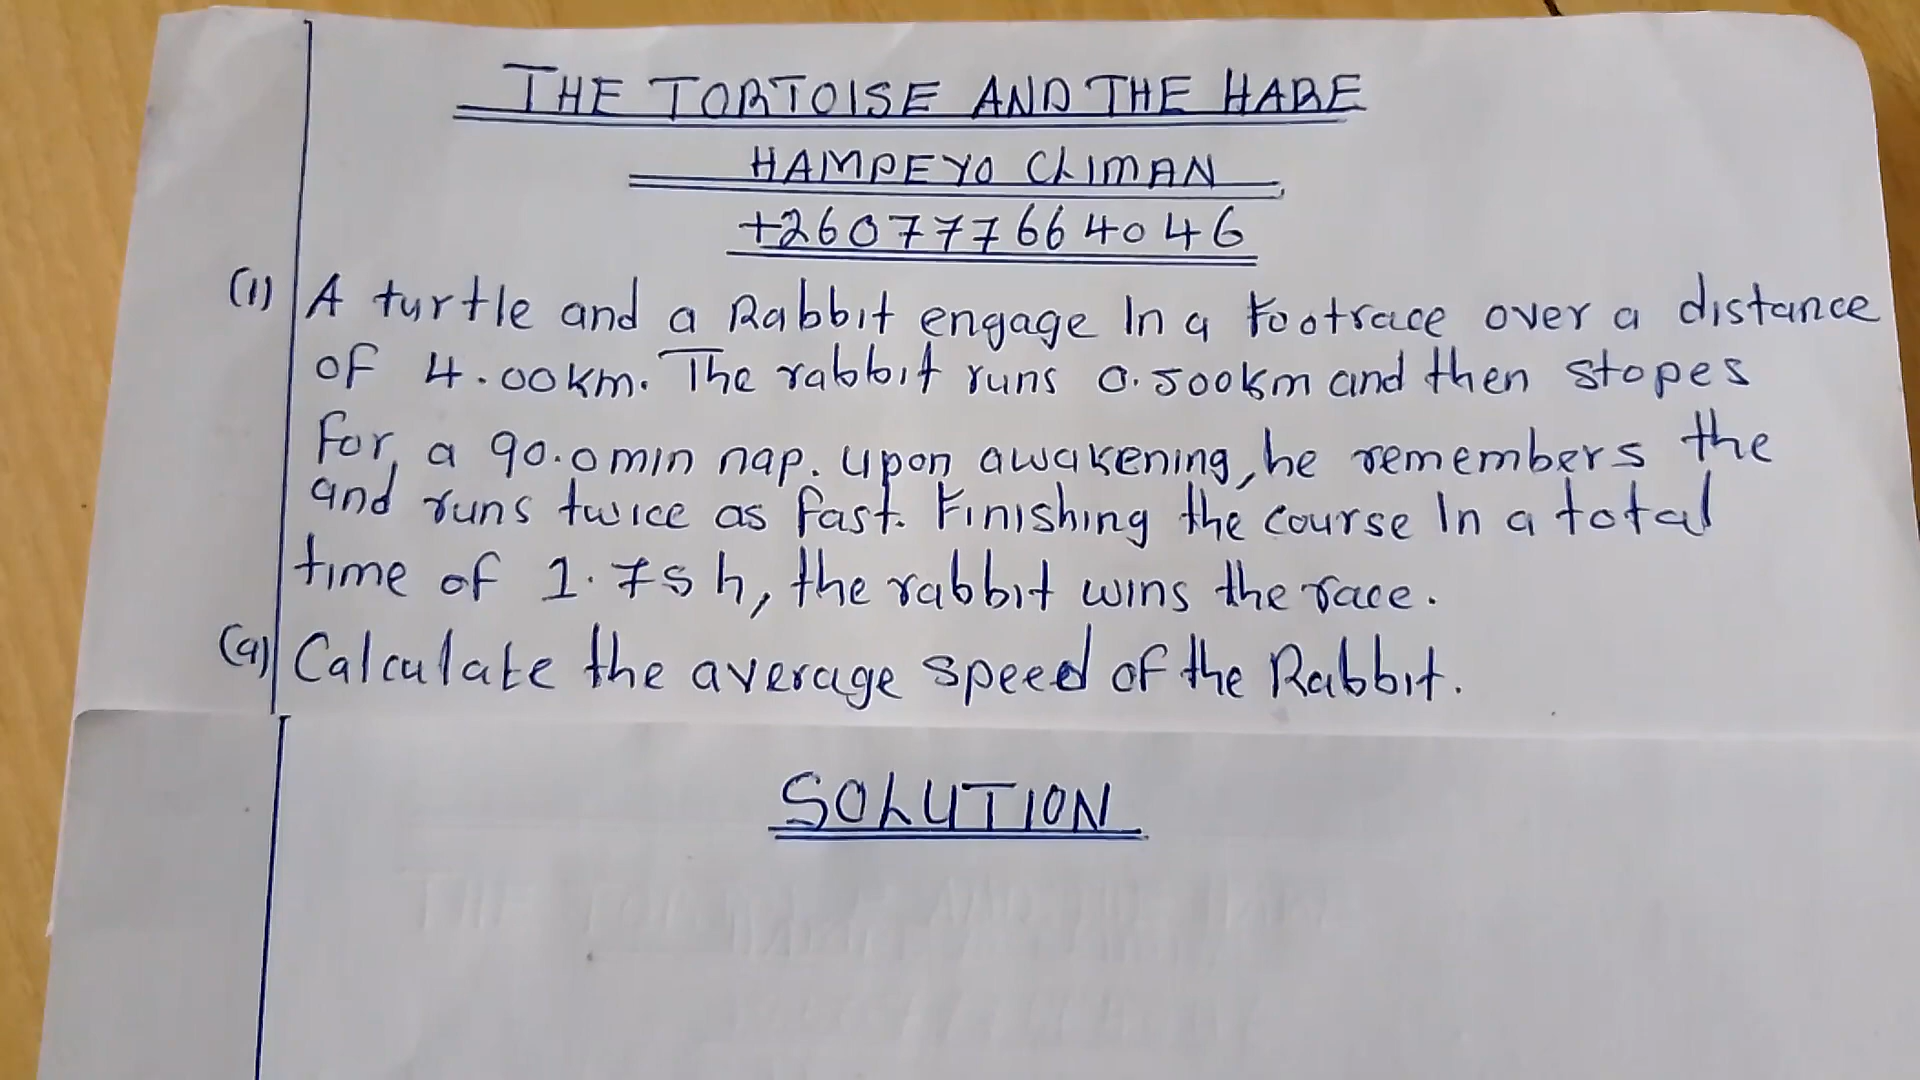 THE TORTOISE AND THE HARE
HAMPEYO CLIMAN
+260777664046
(1) A turtle and a Rabbit engage In a footrace over a distance
of 4.00km. The rabbit runs 0.500km and then stopes
for a 90.0min nap. Upon awakening, he remembers the
and runs twice as fast. Finishing the course In a total
time of 1.75h, the rabbit wins the race.
(a) Calculate the average speed of the Rabbit.
SOLUTION